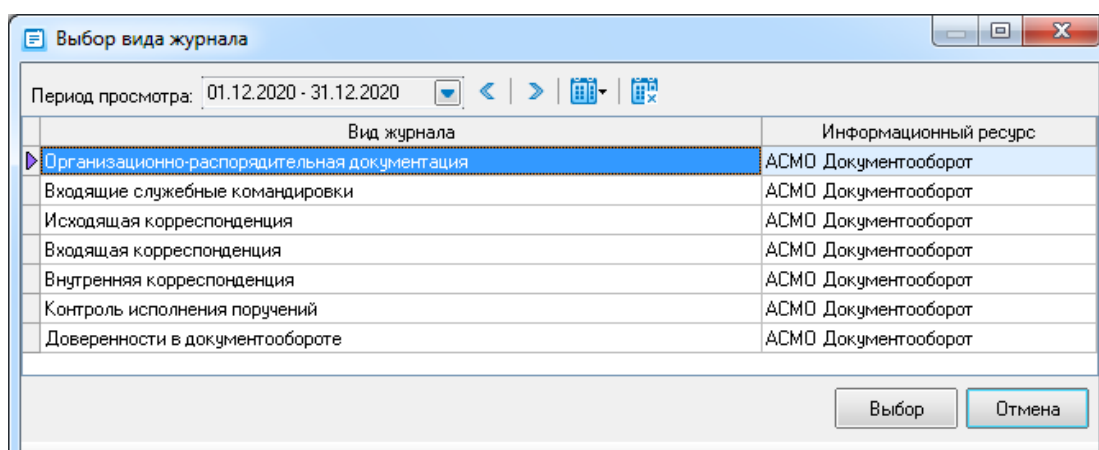 Выбор вида журнала
Период просмотра: 01.12.2020 - 31.12.2020
Вид журнала Информационный ресурс
Организационно-распорядительная документация АСМО Документооборот
Входящие служебные командировки АСМО Документооборот
Исходящая корреспонденция АСМО Документооборот
Входящая корреспонденция АСМО Документооборот
Внутренняя корреспонденция АСМО Документооборот
Контроль исполнения поручений АСМО Документооборот
Доверенности в документообороте АСМО Документооборот
Выбор Отмена